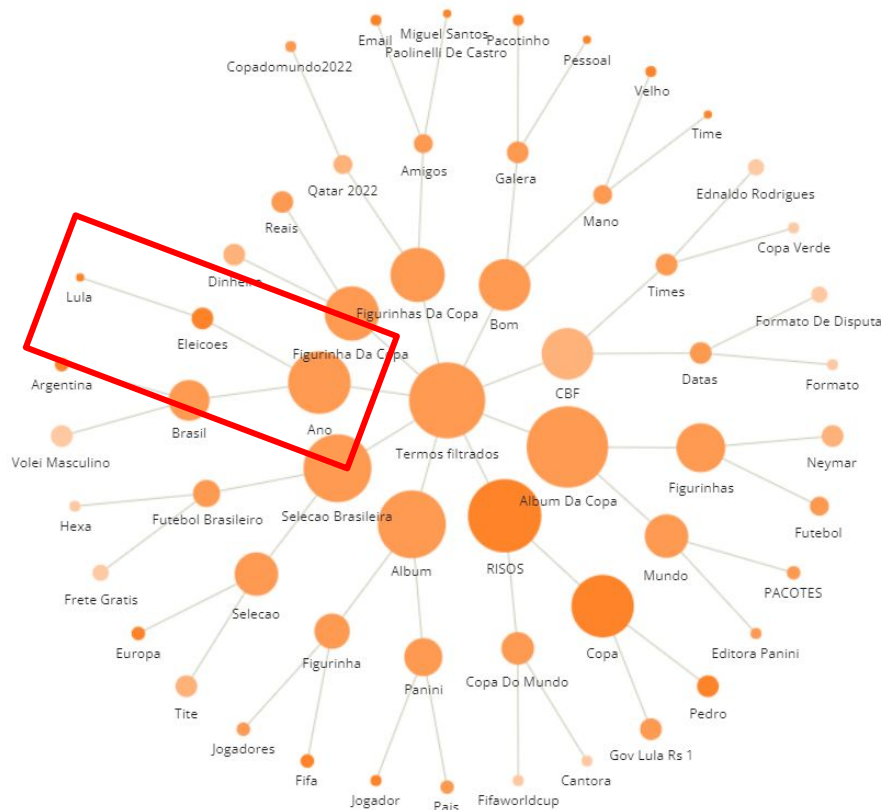 Email
Miguel Santos
Paolinelli De Castro
Pacotinho
Pessoal
Copadomundo2022
Velho
Time
Qatar 2022
Amigos
Galera
Mano
Ednaldo Rodrigues
Reais
Copa Verde
Dinheiro
Times
Lula
Figurinhas Da Copa
Bom
Formato De Disputa
Eleicoes
Figurinha Da Copa
Argentina
CBF
Datas
Formato
Brasil
Ano
Termos filtrados
Volei Masculino
Neymar
Figurinhas
Album Da Copa
Hexa
Futebol Brasileiro
Selecao Brasileira
Futebol
Album
RISOS
Mundo
Frete Gratis
PACOTES
Selecao
Europa
Figurinha
Copa Do Mundo
Copa
Editora Panini
Panini
Pedro
Tite
Jogadores
Gov Lula Rs 1
Fifa
Cantora
Jogador
Pais
Fifaworldcup